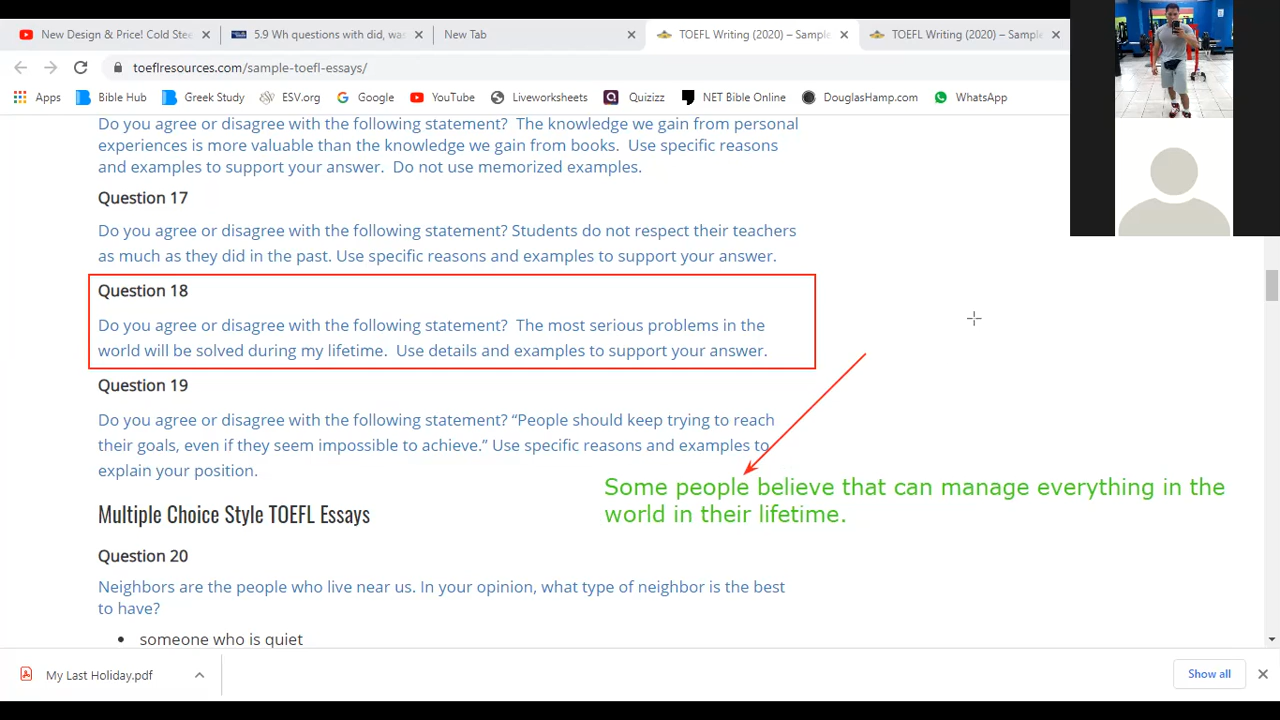 New Design & Price! Cold Ste
5.9 Wh questions with did, wa
New Tab
TOEFL Writing (2020) – Sample
TOEFL Writing (2020) – Sample
toeflresources.com/sample-toefl-essays/
Apps
Bible Hub
Greek Study
ESV.org
Google
YouTube
Liveworksheets
Quizizz
NET Bible Online
DouglasHamp.com
WhatsApp
Do you agree or disagree with the following statement?  The knowledge we gain from personal
experiences is more valuable than the knowledge we gain from books.  Use specific reasons
and examples to support your answer.  Do not use memorized examples.
Question 17
Do you agree or disagree with the following statement? Students do not respect their teachers
as much as they did in the past. Use specific reasons and examples to support your answer.
Question 18
Do you agree or disagree with the following statement?  The most serious problems in the
world will be solved during my lifetime.  Use details and examples to support your answer.
Question 19
Do you agree or disagree with the following statement? “People should keep trying to reach
their goals, even if they seem impossible to achieve.” Use specific reasons and examples to
explain your position.
Some people believe that can manage everything in the
world in their lifetime.
Multiple Choice Style TOEFL Essays
Question 20
Neighbors are the people who live near us. In your opinion, what type of neighbor is the best
to have?
• someone who is quiet
My Last Holiday.pdf
Show all